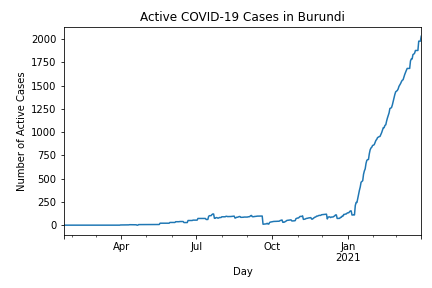 Active COVID-19 Cases in Burundi
Number of Active Cases
2000
1750
1500
1250
1000
750
500
250
0
Apr
Jul
Oct
Jan
2021
Day